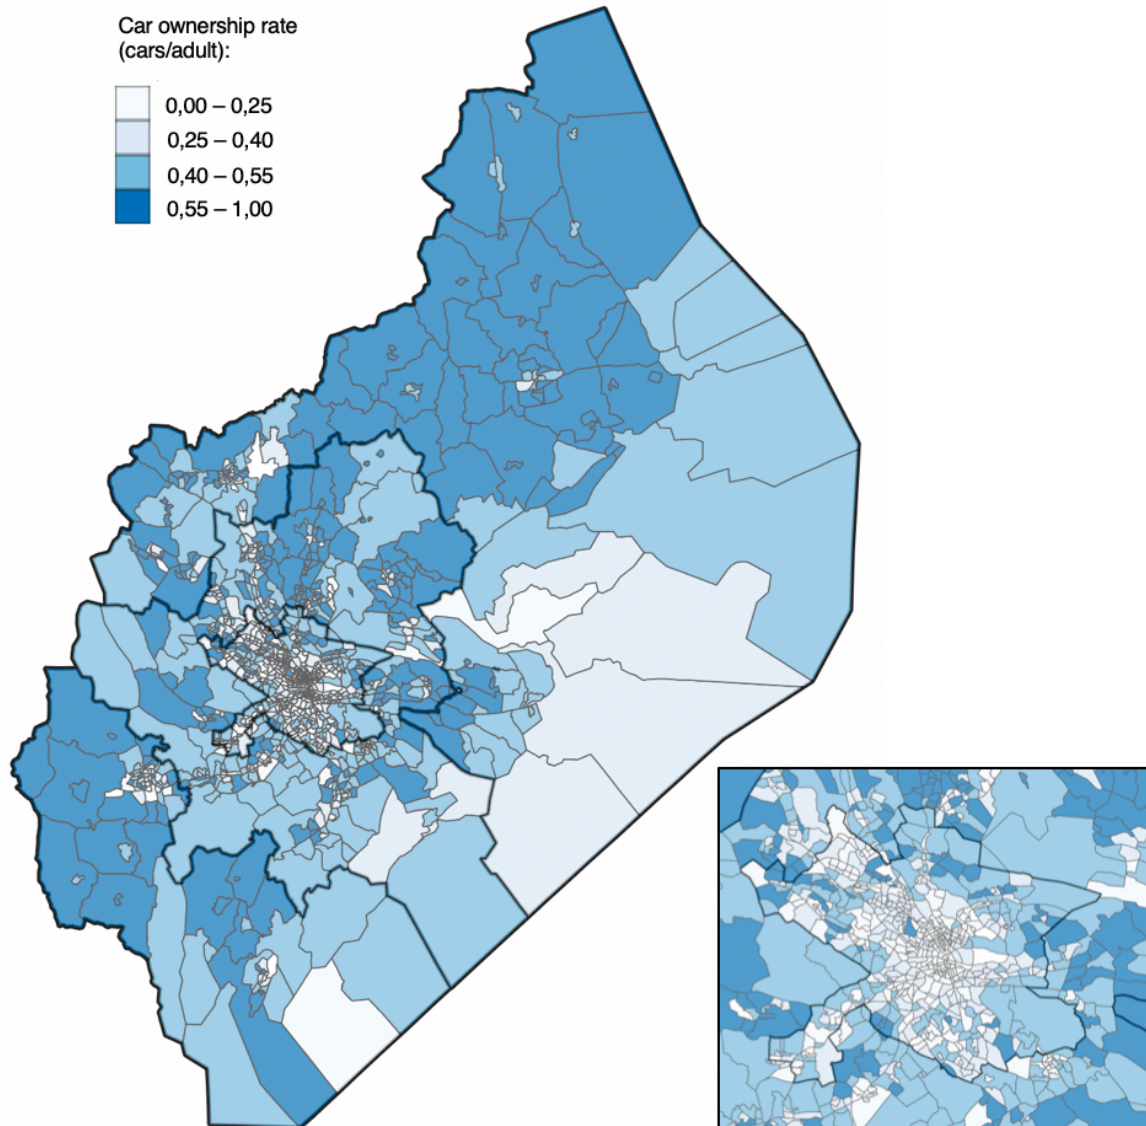 Car ownership rate
(cars/adult):
0,00 – 0,25
0,25 – 0,40
0,40 – 0,55
0,55 – 1,00